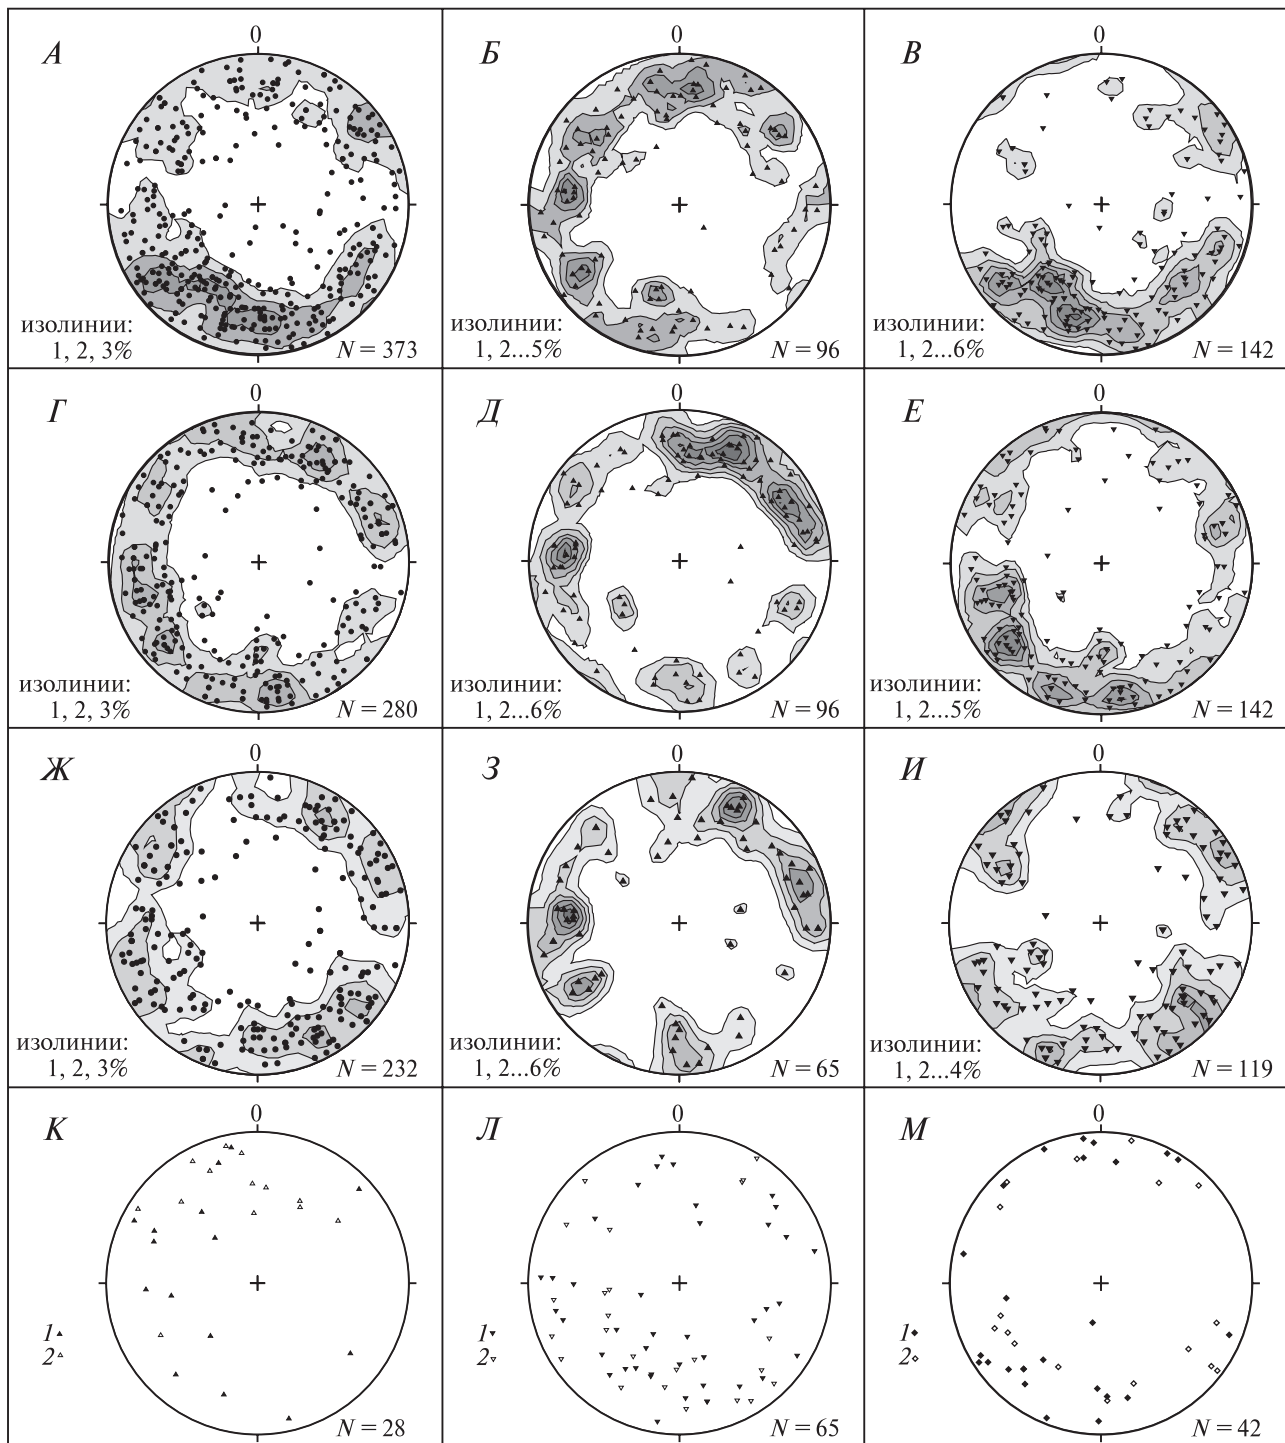 0
А
изолинии:
1, 2, 3%
N = 373
0
Б
изолинии:
1, 2...5%
N = 96
0
В
изолинии:
1, 2...6%
N = 142
0
Г
изолинии:
1, 2, 3%
N = 280
0
Д
изолинии:
1, 2...6%
N = 96
0
Е
изолинии:
1, 2...5%
N = 142
0
Ж
изолинии:
1, 2, 3%
N = 232
0
З
изолинии:
1, 2...6%
N = 65
0
И
изолинии:
1, 2...4%
N = 119
0
К
1
2
N = 28
0
Л
1
2
N = 65
0
М
1
2
N = 42